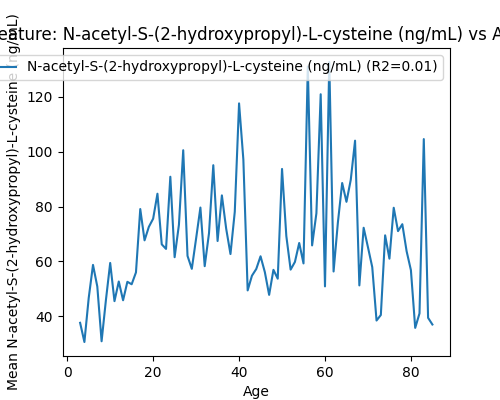 eature: N-acetyl-S-(2-hydroxypropyl)-L-cysteine (ng/mL) vs A
N-acetyl-S-(2-hydroxypropyl)-L-cysteine (ng/mL) (R2=0.01)
Mean N-acetyl-S-(2-hydroxypropyl)-L-cysteine (ng/mL)
120
100
80
60
40
0
20
40
60
80
Age